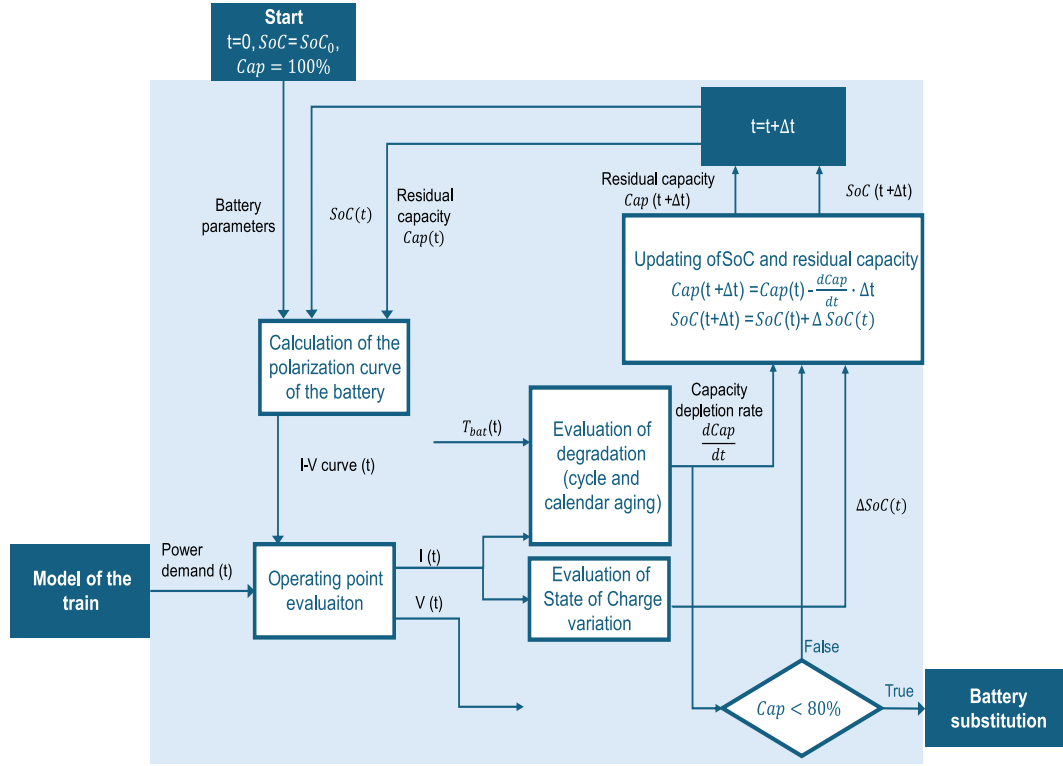 Start
t=0, SoC=SoC₀,
Cap = 100%
t=t+Δt
Residual capacity
Cap (t +Δt)
SoC (t +Δt)
Battery
parameters
SoC(t)
Residual
capacity
Cap(t)
Updating ofSoC and residual capacity
Cap(t +Δt) =Cap(t) - dCap/dt · Δt
SoC(t+Δt) =SoC(t)+ Δ SoC(t)
Calculation of the
polarization curve
of the battery
T_bat(t)
Evaluation of
degradation
(cycle and
calendar aging)
Capacity
depletion rate
dCap
dt
I-V curve (t)
ΔSoC(t)
Model of the
train
Power
demand (t)
Operating point
evaluaiton
I (t)
V (t)
Evaluation of
State of Charge
variation
False
Cap < 80%
True
Battery
substitution